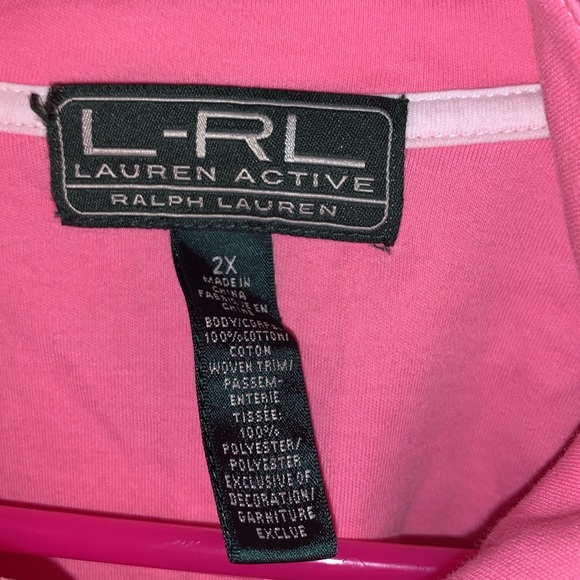 L-RL
LAUREN ACTIVE
RALPH LAUREN
2X
MADE IN
CHINA
FABRIQUE EN
CHINE
BODY/CORPS
100%COTTON/
COTON
WOVEN TRIM/
PASSEM-
ENTERIE
TISSÉE:
100%
POLYESTER/
POLYESTER
EXCLUSIVE OF
DECORATION/
GARNITURE
EXCLUE